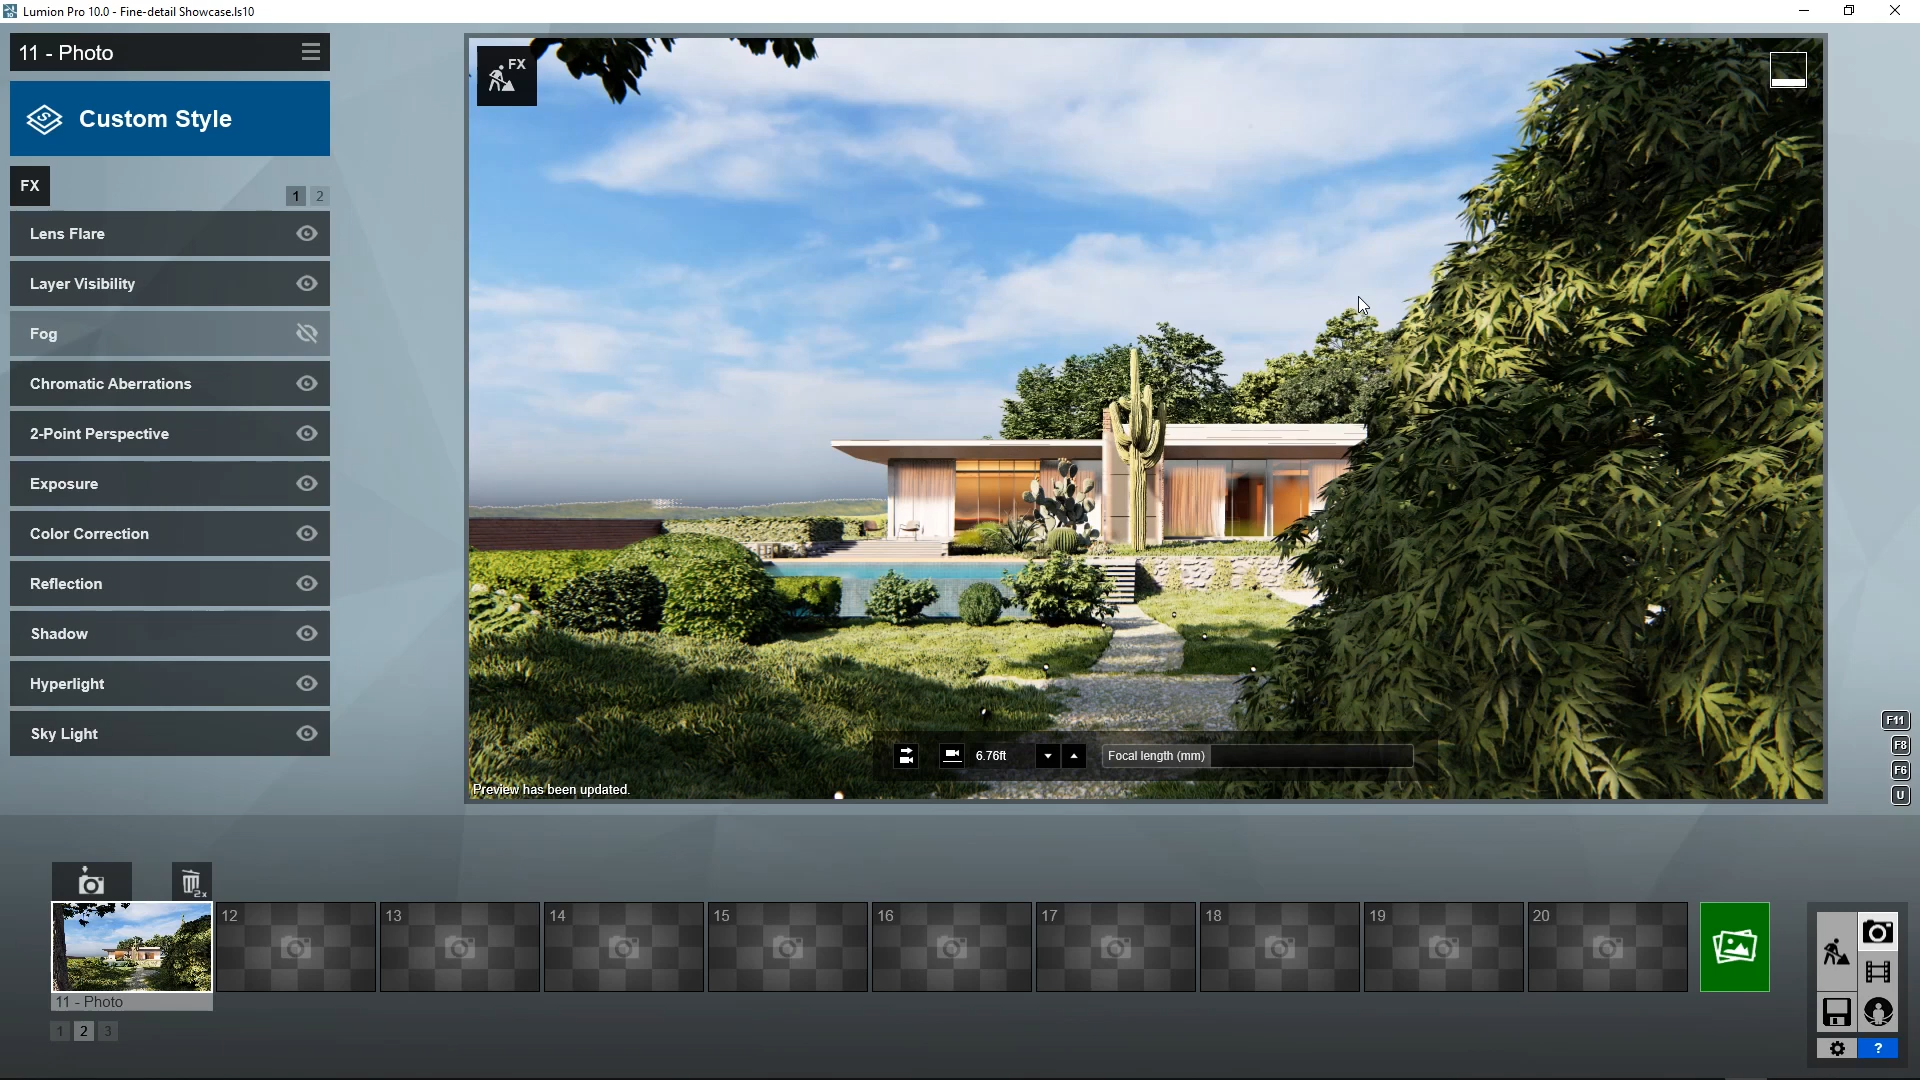 Lumion Pro 10.0 - Fine-detail Showcase.ls10
11 - Photo
Custom Style
FX
1 2
Lens Flare
Layer Visibility
Fog
Chromatic Aberrations
2-Point Perspective
Exposure
Color Correction
Reflection
Shadow
Hyperlight
Sky Light
FX
6.76ft
Focal length (mm)
Preview has been updated.
F11
F8
F6
U
2x
12
13
14
15
16
17
18
19
20
11 - Photo
1 2 3
?